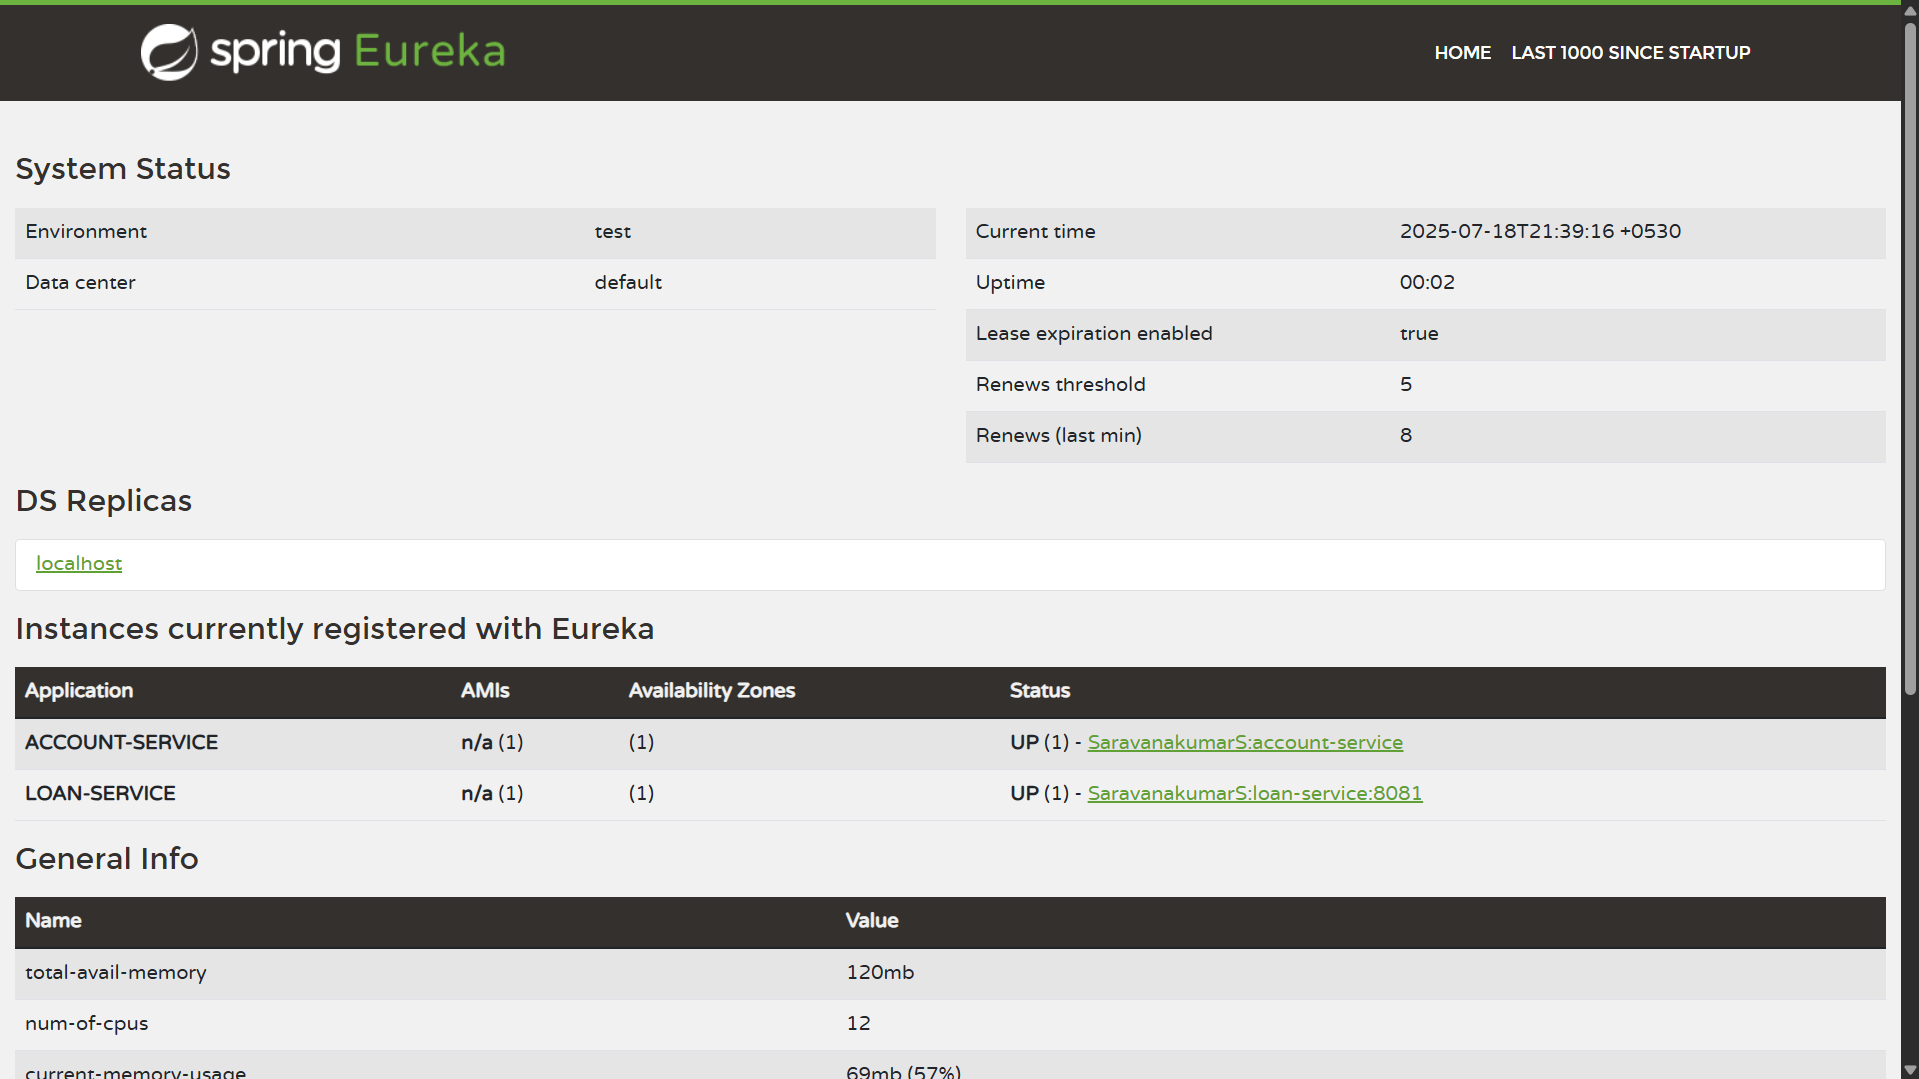 spring Eureka
HOME LAST 1000 SINCE STARTUP
System Status
Environment test
Data center default
Current time 2025-07-18T21:39:16 +0530
Uptime 00:02
Lease expiration enabled true
Renews threshold 5
Renews (last min) 8
DS Replicas
localhost
Instances currently registered with Eureka
Application AMIs Availability Zones Status
ACCOUNT-SERVICE n/a (1) (1) UP (1) - SaravanakumarS:account-service
LOAN-SERVICE n/a (1) (1) UP (1) - SaravanakumarS:loan-service:8081
General Info
Name Value
total-avail-memory 120mb
num-of-cpus 12
current-memory-usage 69mb (57%)